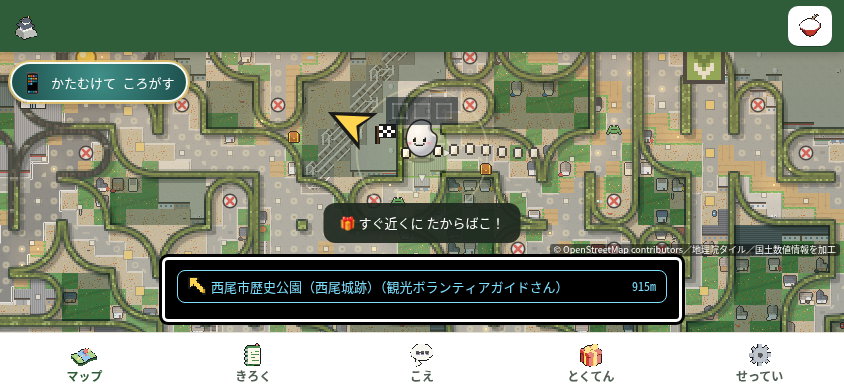 かたむけて ころがす
すぐ近くに たからばこ！
© OpenStreetMap contributors／地理院タイル／国土数値情報を加工
西尾市歴史公園（西尾城跡）（観光ボランティアガイドさん） 915m
マップ きろく こえ とくてん せってい